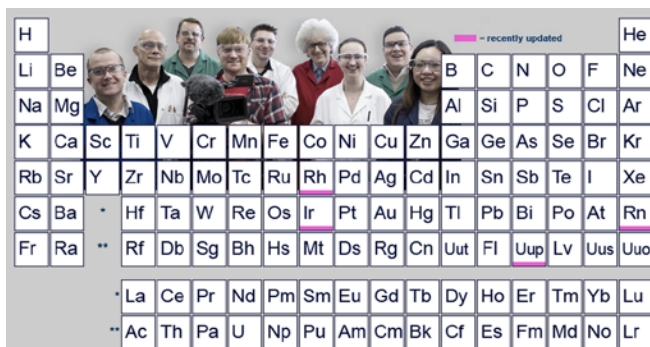 H He
– recently updated
Li Be B C N O F Ne
Na Mg Al Si P S Cl Ar
K Ca Sc Ti V Cr Mn Fe Co Ni Cu Zn Ga Ge As Se Br Kr
Rb Sr Y Zr Nb Mo Tc Ru Rh Pd Ag Cd In Sn Sb Te I Xe
Cs Ba * Hf Ta W Re Os Ir Pt Au Hg Tl Pb Bi Po At Rn
Fr Ra ** Rf Db Sg Bh Hs Mt Ds Rg Cn Uut Fl Uup Lv Uus Uuo
* La Ce Pr Nd Pm Sm Eu Gd Tb Dy Ho Er Tm Yb Lu
** Ac Th Pa U Np Pu Am Cm Bk Cf Es Fm Md No Lr